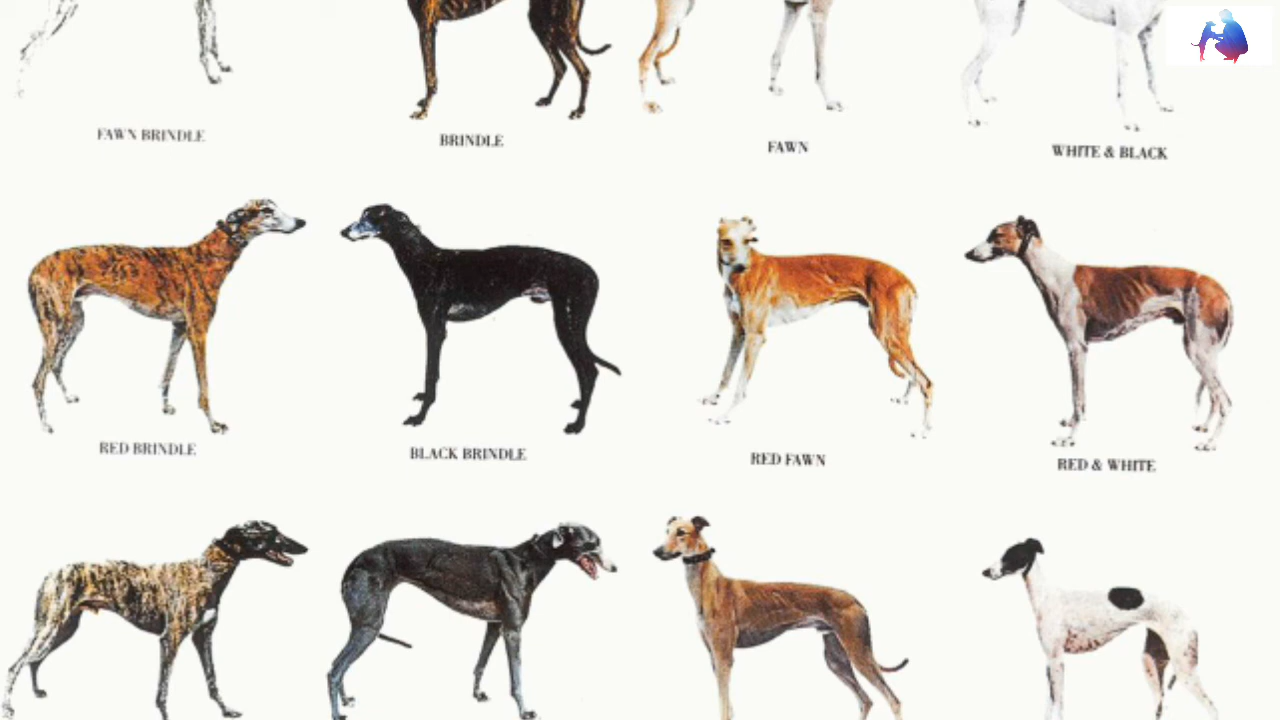 FAWN BRINDLE
BRINDLE
FAWN
WHITE & BLACK
RED BRINDLE
BLACK BRINDLE
RED FAWN
RED & WHITE